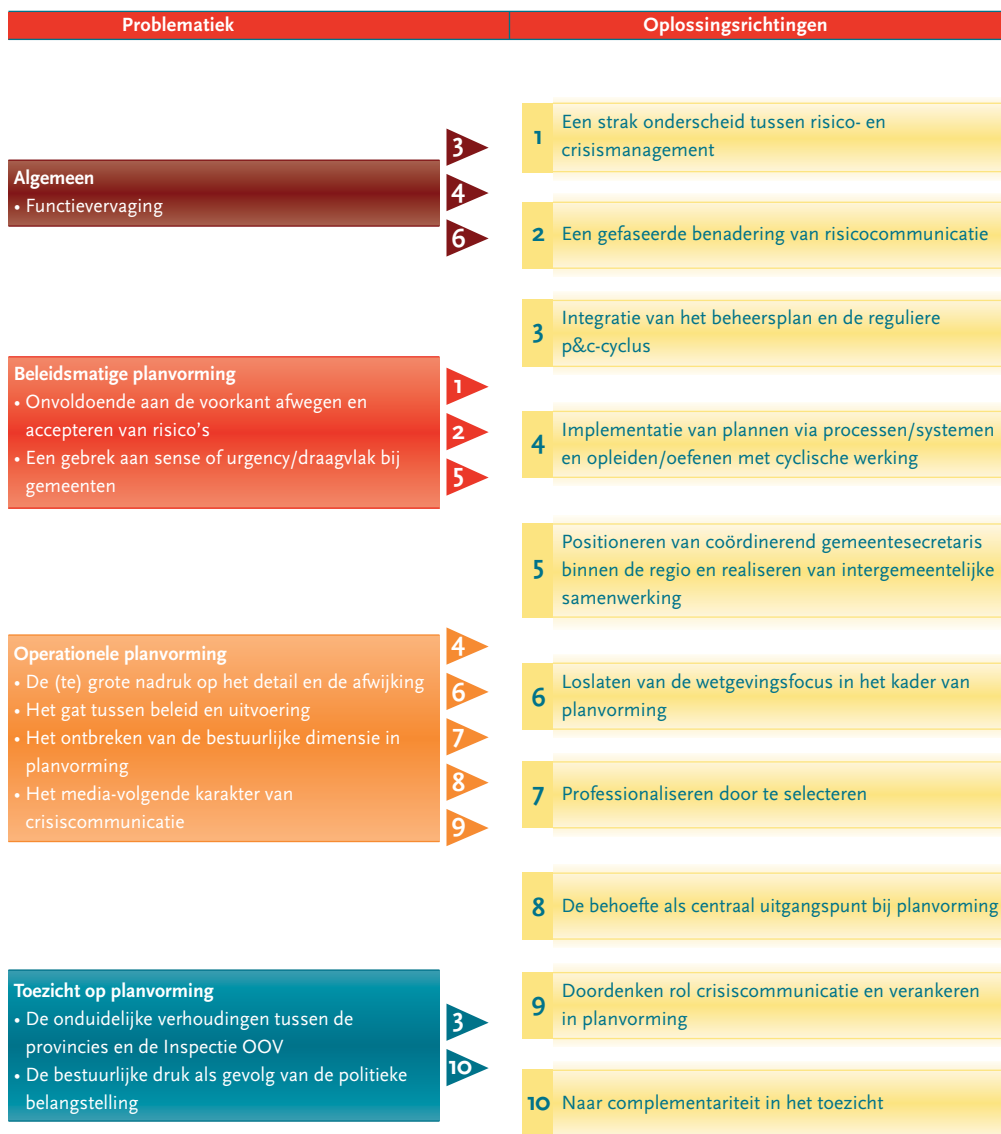 Problematiek
Oplossingsrichtingen
Algemeen
• Functievervaging
3
4
6
Beleidsmatige planvorming
• Onvoldoende aan de voorkant afwegen en
accepteren van risico's
• Een gebrek aan sense of urgency/draagvlak bij
gemeenten
1
2
5
Operationele planvorming
• De (te) grote nadruk op het detail en de afwijking
• Het gat tussen beleid en uitvoering
• Het ontbreken van de bestuurlijke dimensie in
planvorming
• Het media-volgende karakter van
crisiscommunicatie
4
6
7
8
9
Toezicht op planvorming
• De onduidelijke verhoudingen tussen de
provincies en de Inspectie OOV
• De bestuurlijke druk als gevolg van de politieke
belangstelling
3
10
1 Een strak onderscheid tussen risico- en
crisismanagement
2 Een gefaseerde benadering van risicocommunicatie
3 Integratie van het beheersplan en de reguliere
p&c-cyclus
4 Implementatie van plannen via processen/systemen
en opleiden/oefenen met cyclische werking
5 Positioneren van coördinerend gemeentesecretaris
binnen de regio en realiseren van intergemeentelijke
samenwerking
6 Loslaten van de wetgevingsfocus in het kader van
planvorming
7 Professionaliseren door te selecteren
8 De behoefte als centraal uitgangspunt bij planvorming
9 Doordenken rol crisiscommunicatie en verankeren
in planvorming
10 Naar complementariteit in het toezicht